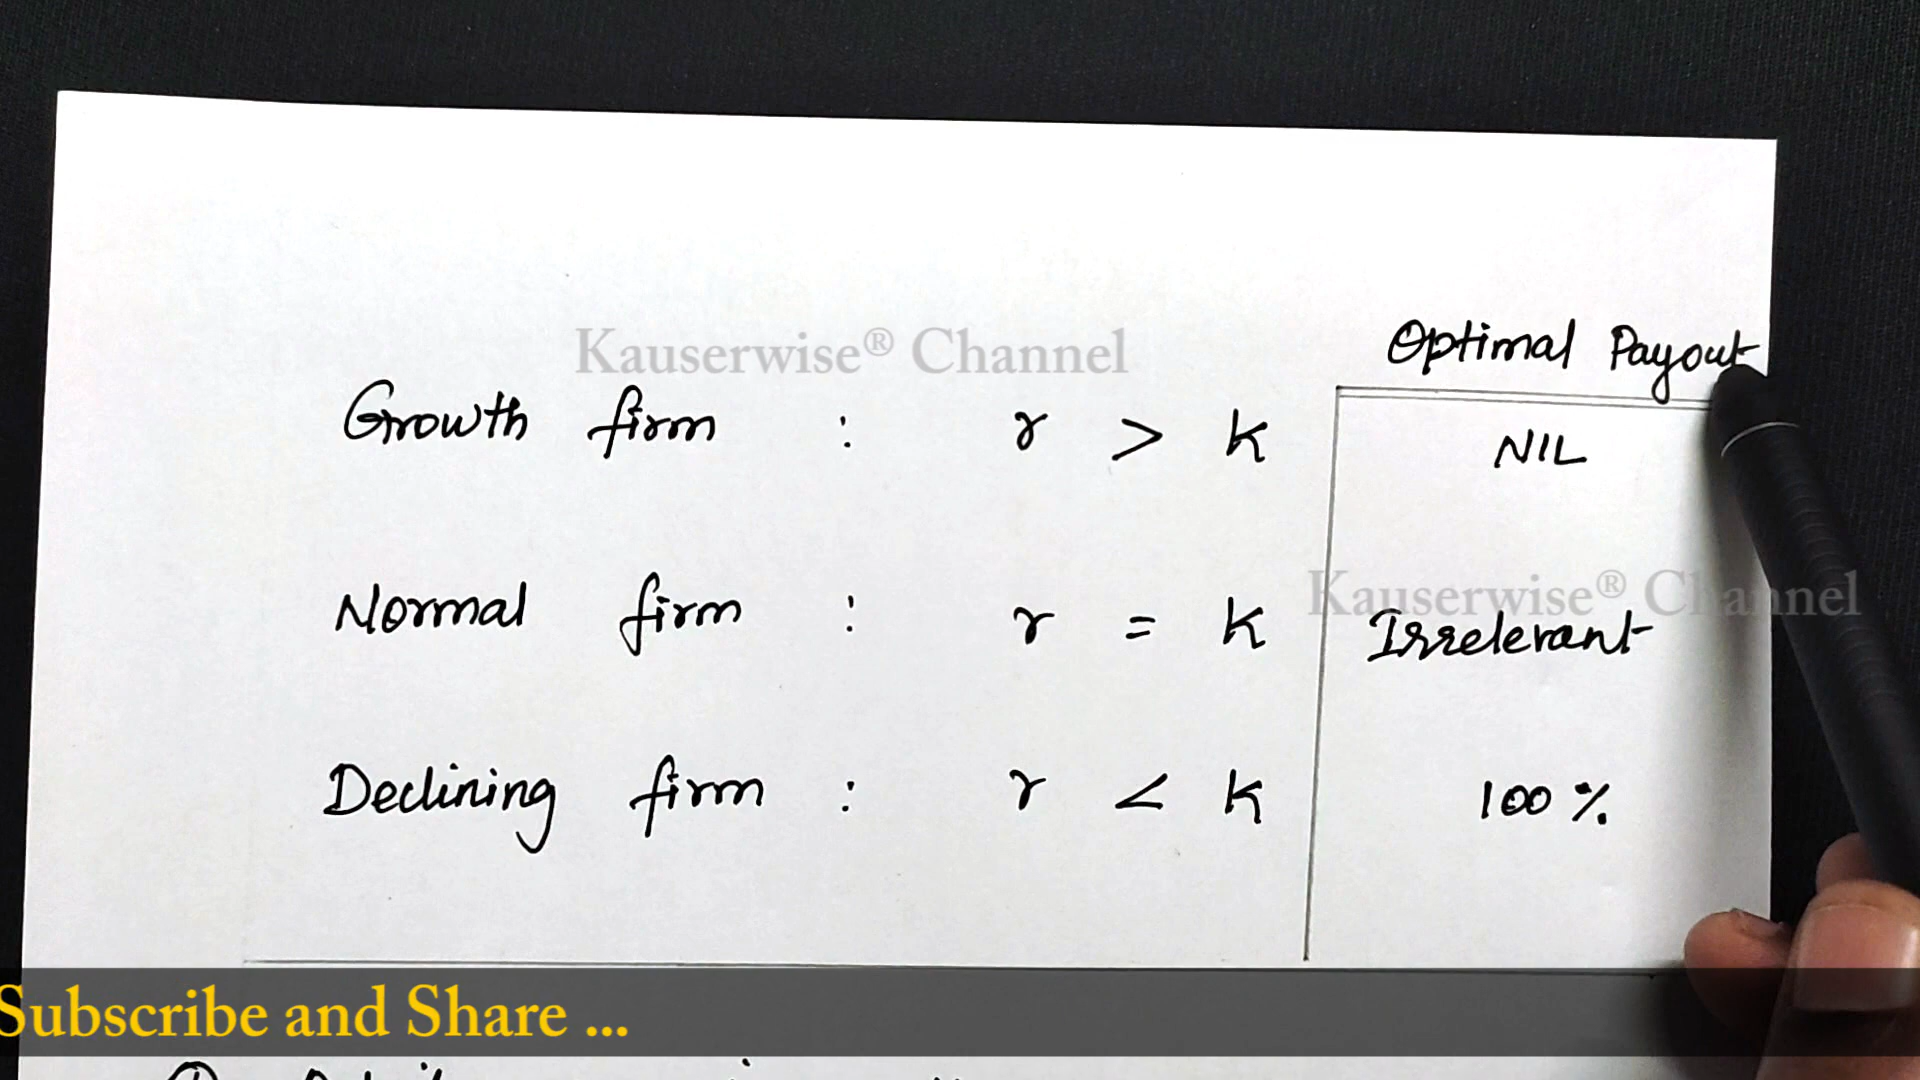 Kauserwise® Channel
Optimal Payout
Growth firm : r > K NIL
Kauserwise® Channel
Normal firm : r = K Irrelevant
Declining firm : r < K 100 %
Subscribe and Share ...